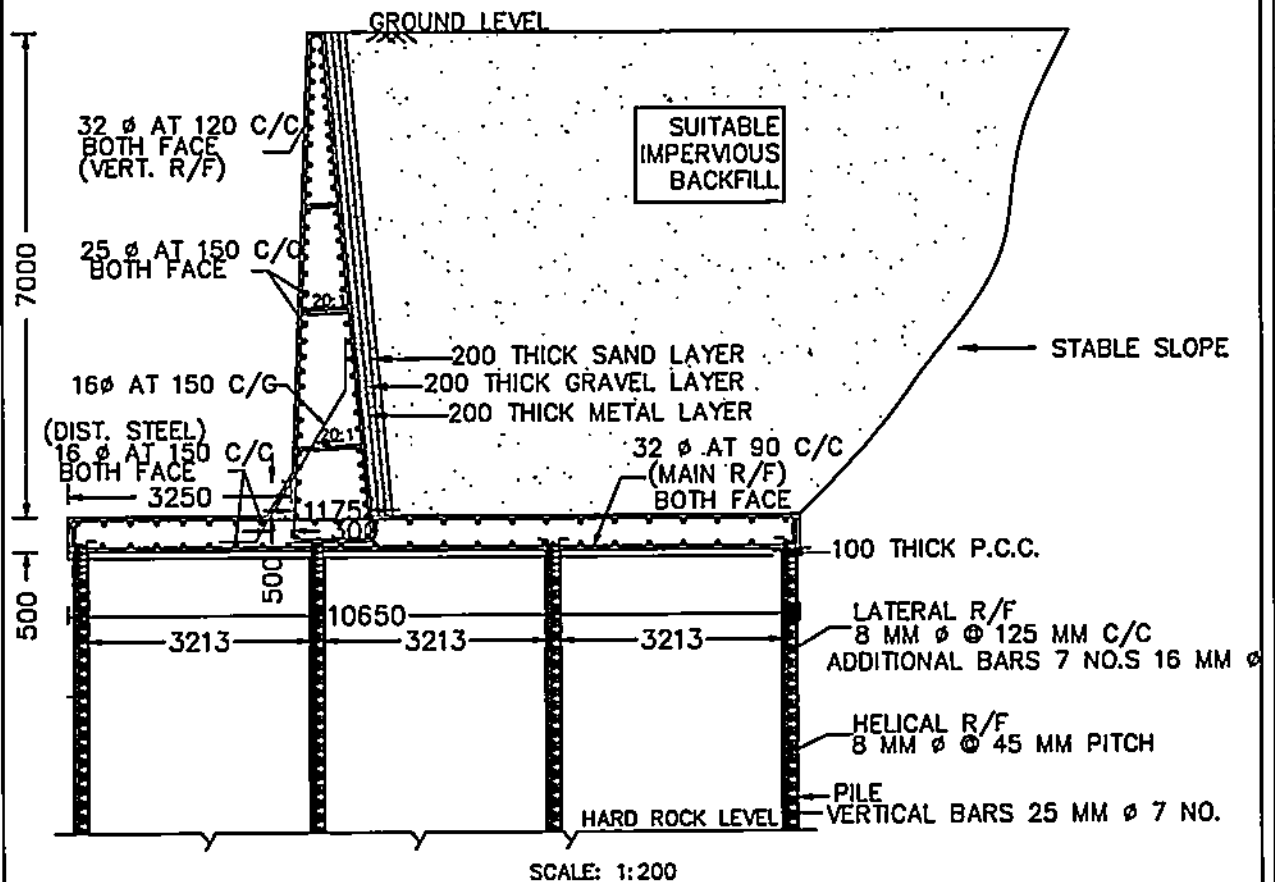 GROUND LEVEL
32 ø AT 120 C/C
BOTH FACE
(VERT. R/F)
SUITABLE
IMPERVIOUS
BACKFILL
7000
25 ø AT 150 C/C
BOTH FACE
20:1
200 THICK SAND LAYER
STABLE SLOPE
200 THICK GRAVEL LAYER
16ø AT 150 C/C
200 THICK METAL LAYER
20:1
(DIST. STEEL)
16 ø AT 150 C/C
BOTH FACE
32 ø AT 90 C/C
(MAIN R/F)
BOTH FACE
3250
1175
300
100 THICK P.C.C.
500
500
10650
3213
3213
3213
LATERAL R/F
8 MM ø @ 125 MM C/C
ADDITIONAL BARS 7 NO.S 16 MM ø
HELICAL R/F
8 MM ø @ 45 MM PITCH
PILE
HARD ROCK LEVEL
VERTICAL BARS 25 MM ø 7 NO.
SCALE: 1:200